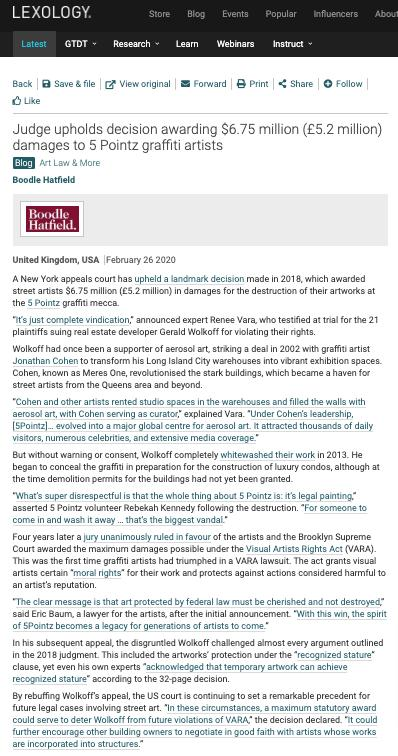 LEXOLOGY.
Store Blog Events Popular Influencers About
Latest GTDT Research Learn Webinars Instruct
Back Save & file View original Forward Print Share Follow
Like
Judge upholds decision awarding $6.75 million (£5.2 million)
damages to 5 Pointz graffiti artists
Blog Art Law & More
Boodle Hatfield
Boodle
Hatfield.
United Kingdom, USA February 26 2020
A New York appeals court has upheld a landmark decision made in 2018, which awarded
street artists $6.75 million (£5.2 million) in damages for the destruction of their artworks at
the 5 Pointz graffiti mecca.
“It’s just complete vindication,” announced expert Renee Vara, who testified at trial for the 21
plaintiffs suing real estate developer Gerald Wolkoff for violating their rights.
Wolkoff had once been a supporter of aerosol art, striking a deal in 2002 with graffiti artist
Jonathan Cohen to transform his Long Island City warehouses into vibrant exhibition spaces.
Cohen, known as Meres One, revolutionised the stark buildings, which became a haven for
street artists from the Queens area and beyond.
“Cohen and other artists rented studio spaces in the warehouses and filled the walls with
aerosol art, with Cohen serving as curator,” explained Vara. “Under Cohen’s leadership,
[5Pointz]… evolved into a major global centre for aerosol art. It attracted thousands of daily
visitors, numerous celebrities, and extensive media coverage.”
But without warning or consent, Wolkoff completely whitewashed their work in 2013. He
began to conceal the graffiti in preparation for the construction of luxury condos, although at
the time demolition permits for the buildings had not yet been granted.
“What’s super disrespectful is that the whole thing about 5 Pointz is: it’s legal painting,”
asserted 5 Pointz volunteer Rebekah Kennedy following the destruction. “For someone to
come in and wash it away … that’s the biggest vandal.”
Four years later a jury unanimously ruled in favour of the artists and the Brooklyn Supreme
Court awarded the maximum damages possible under the Visual Artists Rights Act (VARA).
This was the first time graffiti artists had triumphed in a VARA lawsuit. The act grants visual
artists certain “moral rights” for their work and protects against actions considered harmful to
an artist’s reputation.
“The clear message is that art protected by federal law must be cherished and not destroyed,”
said Eric Baum, a lawyer for the artists, after the initial announcement. “With this win, the spirit
of 5Pointz becomes a legacy for generations of artists to come.”
In his subsequent appeal, the disgruntled Wolkoff challenged almost every argument outlined
in the 2018 judgment. This included the artworks’ protection under the “recognized stature”
clause, yet even his own experts “acknowledged that temporary artwork can achieve
recognized stature” according to the 32-page decision.
By rebuffing Wolkoff’s appeal, the US court is continuing to set a remarkable precedent for
future legal cases involving street art. “In these circumstances, a maximum statutory award
could serve to deter Wolkoff from future violations of VARA,” the decision declared. “It could
further encourage other building owners to negotiate in good faith with artists whose works
are incorporated into structures.”